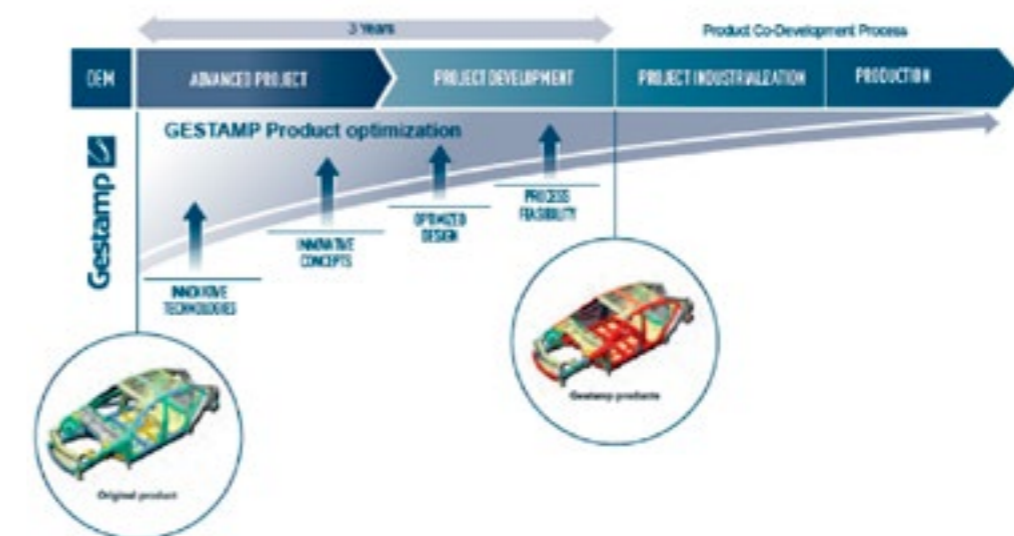 3 Years
Product Co-Development Process
OEM
ADVANCED PROJECT
PROJECT DEVELOPMENT
PROJECT INDUSTRIALIZATION
PRODUCTION
Gestamp
GESTAMP Product optimization
PROCESS
FEASIBILITY
OPTIMIZED
DESIGN
INNOVATIVE
CONCEPTS
INNOVATIVE
TECHNOLOGIES
Gestamp products
Original product